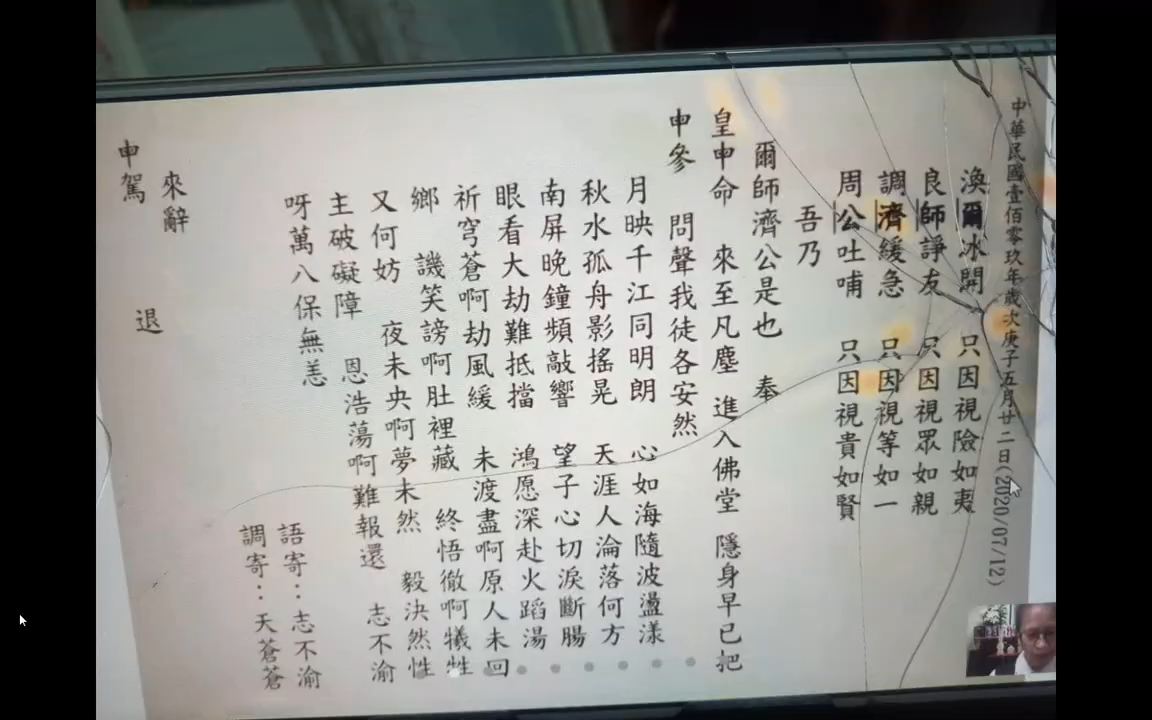 中華民國壹佰零玖年歲次庚子五月廿二日(2020/07/12)
渙爾冰開　只因視險如夷
良師諍友　只因視眾如親
調濟緩急　只因視等如一
周公吐哺　只因視貴如賢
吾乃
爾師濟公是也　奉
皇申命　來至凡塵　進入佛堂　隱身早已把
申參　問聲我徒各安然
月映千江同明朗　心如海隨波盪漾
秋水孤舟影搖晃　天涯人淪落何方
南屏晚鐘頻敲響　望子心切淚斷腸
眼看大劫難抵擋　鴻愿深赴火蹈湯
祈穹蒼啊劫風緩　未渡盡啊原人未回
鄉　譏笑謗啊肚裡藏　終悟徹啊犧牲
又何妨　夜未央啊夢未然　毅決然性
主破礙障　恩浩蕩啊難報還　志不渝
呀萬八保無恙
語寄：志不渝
調寄：天蒼蒼
來辭
申駕　退